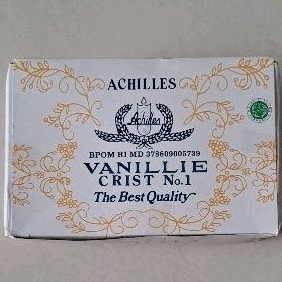 ACHILLES
Achilles
BPOM RI MD 378609005739
VANILLIE
CRIST No.1
The Best Quality